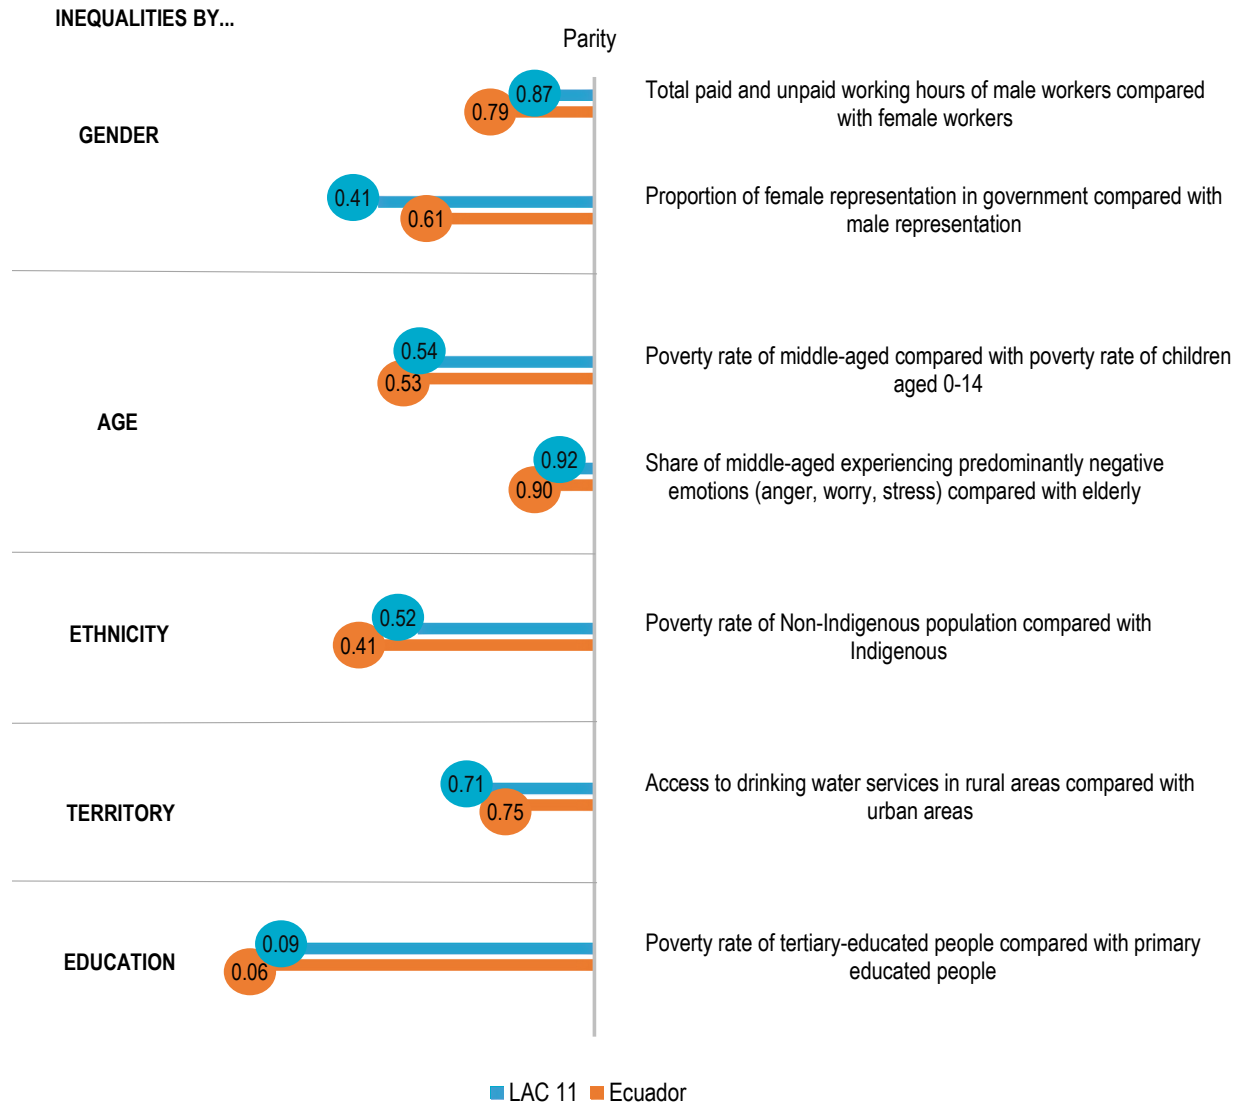 INEQUALITIES BY...
Parity
GENDER
0.87
0.79
Total paid and unpaid working hours of male workers compared
with female workers
0.41
0.61
Proportion of female representation in government compared with
male representation
AGE
0.54
0.53
Poverty rate of middle-aged compared with poverty rate of children
aged 0-14
0.92
0.90
Share of middle-aged experiencing predominantly negative
emotions (anger, worry, stress) compared with elderly
ETHNICITY
0.52
0.41
Poverty rate of Non-Indigenous population compared with
Indigenous
TERRITORY
0.71
0.75
Access to drinking water services in rural areas compared with
urban areas
EDUCATION
0.09
0.06
Poverty rate of tertiary-educated people compared with primary
educated people
LAC 11 Ecuador